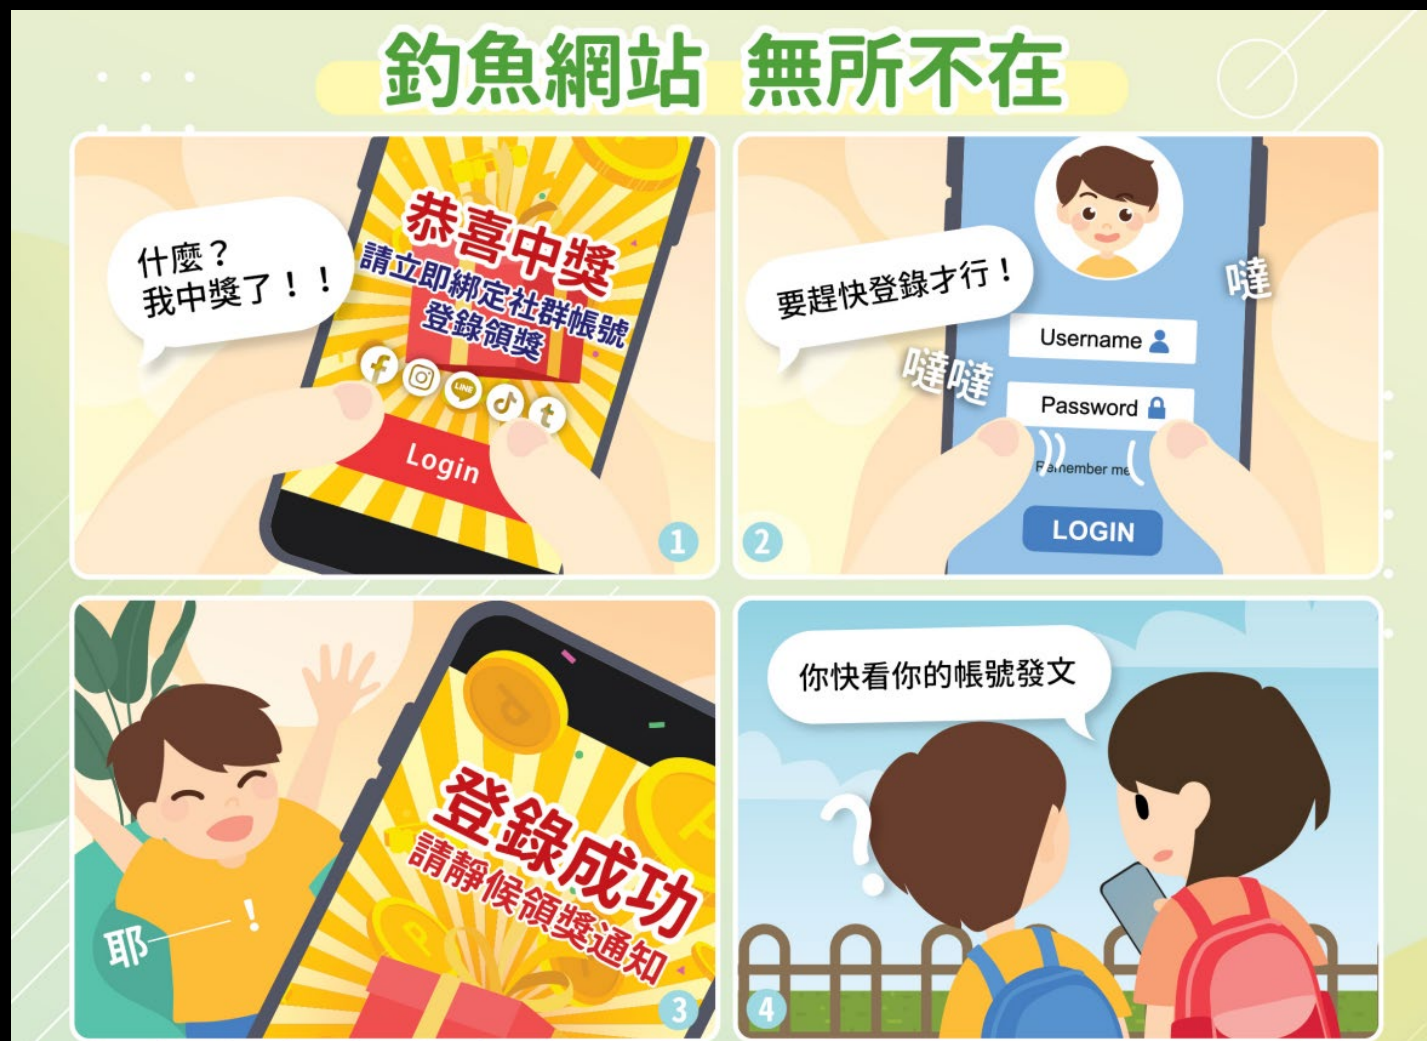 釣魚網站 無所不在
什麼？
我中獎了！！
恭喜中獎
請立即綁定社群帳號
登錄領獎
LINE
Login
1
要趕快登錄才行！
噠
噠噠
Username
Password
Remember me
LOGIN
2
耶—！
登錄成功
請靜候領獎通知
3
你快看你的帳號發文
?
4